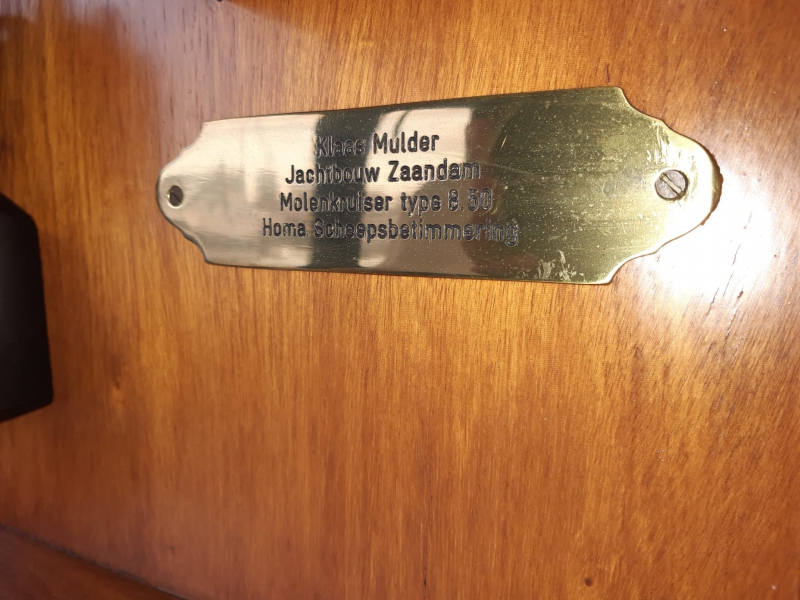 Klaas Mulder
Jachtbouw Zaandam
Molenkruiser type 8.50
Homa Scheepsbetimmering